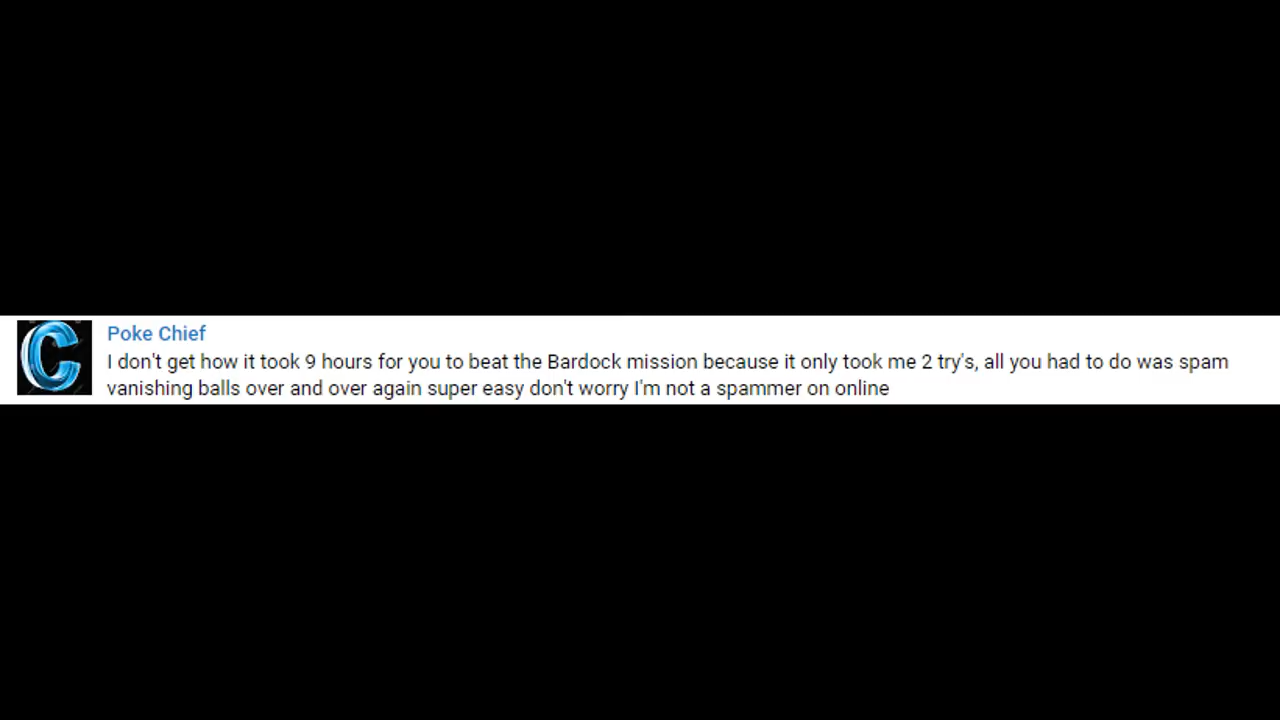 Poke Chief
I don't get how it took 9 hours for you to beat the Bardock mission because it only took me 2 try's, all you had to do was spam
vanishing balls over and over again super easy don't worry I'm not a spammer on online